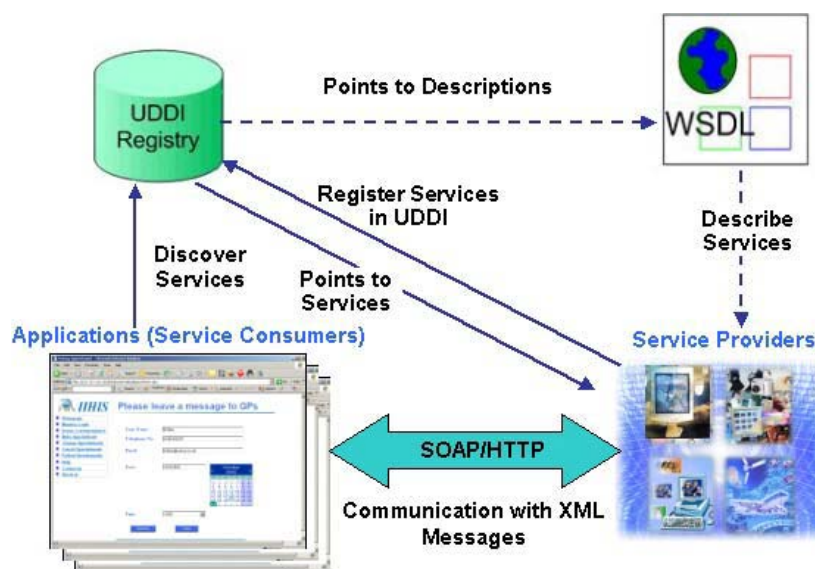 UDDI
Registry
Points to Descriptions
WSDL
Register Services
in UDDI
Describe
Services
Discover
Services
Points to
Services
Applications (Service Consumers)
Service Providers
IIHIS
Please leave a message to GPs
SOAP/HTTP
Communication with XML
Messages